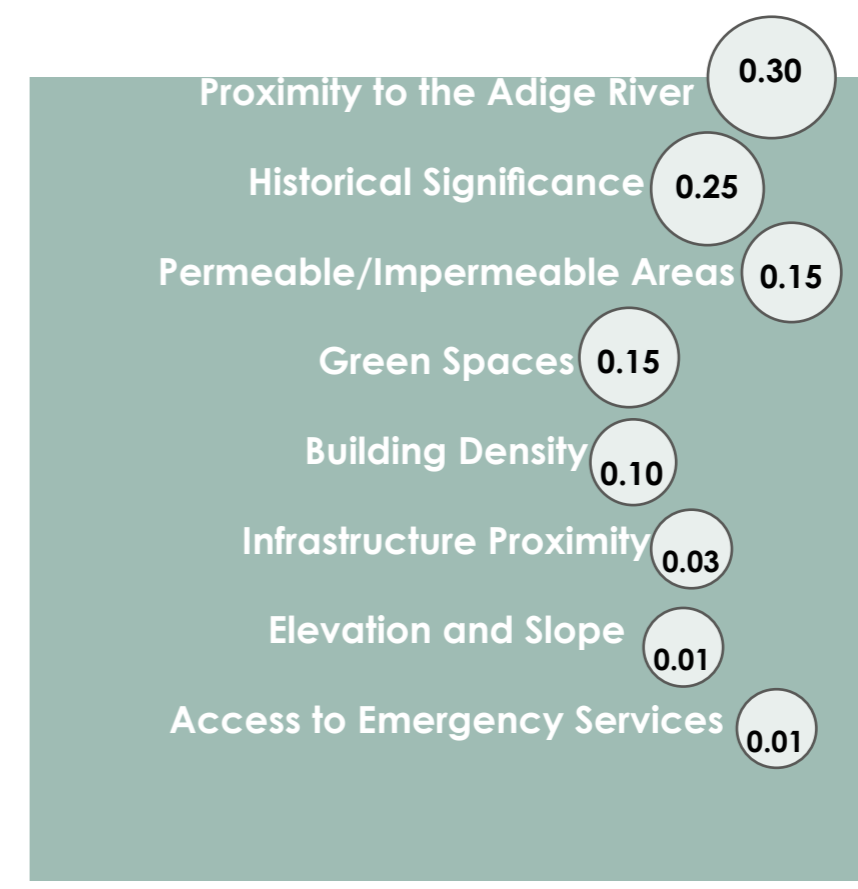 Proximity to the Adige River 0.30
Historical Significance 0.25
Permeable/Impermeable Areas 0.15
Green Spaces 0.15
Building Density 0.10
Infrastructure Proximity 0.03
Elevation and Slope 0.01
Access to Emergency Services 0.01